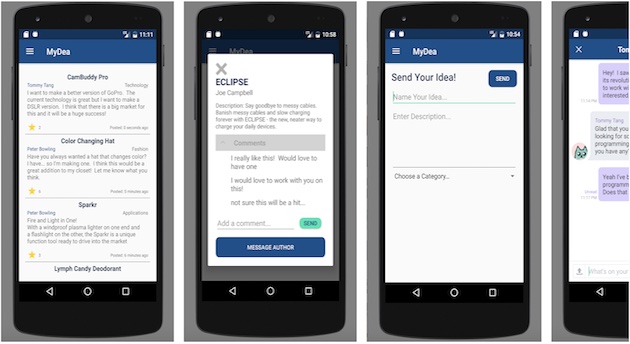 11:11
MyDea
CamBuddy Pro
Tommy Tang Technology
I want to make a better version of GoPro. The
current technology is great but I want to make a
DSLR version. I think that there is a big market for
this and it will be a huge success!
2 Posted: 5 seconds ago
Color Changing Hat
Peter Bowling Fashion
Have you always wanted a hat that changes color?
I have... so I'm making one. I think this would be a
great addition to my closet! Let me know what you
think.
6 Posted: 5 minutes ago
Sparkr
Peter Bowling Applications
Fire and Light in One!
With a windproof plasma lighter on one end and
a flashlight on the other, the Sparkr is a unique
function tool ready to drive into the market
3 Posted: 5 minutes ago
Lymph Candy Deodorant
10:58
MyDea
ECLIPSE
Joe Campbell
Description: Say goodbye to messy cables.
Banish messy cables and slow charging
forever with ECLIPSE - the new, neater way to
charge your daily devices.
Comments
I really like this! Would love to
have one
I would love to work with you on
this!
not sure this will be a hit...
Add a comment... SEND
MESSAGE AUTHOR
10:54
MyDea
Send Your Idea! SEND
Name Your Idea...
Enter Description...
Choose a Category...
Tom
Hey! I saw
its revolutio
to work wi
interested.
11:14 PM
Tommy Tang
Glad that yo
looking for so
programming
you have any
Yeah I've b
programmi
Does that
11:17 PM
What's on your